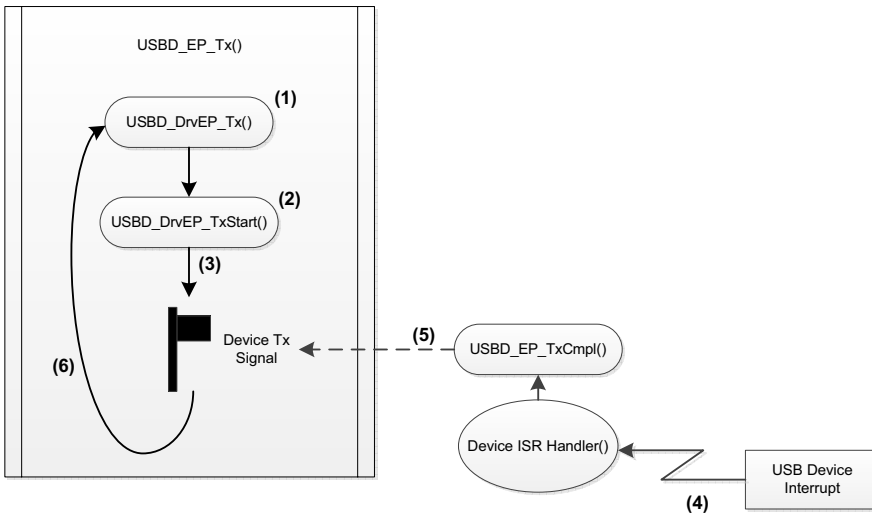 USBD_EP_Tx()
(1)
USBD_DrvEP_Tx()
(2)
USBD_DrvEP_TxStart()
(3)
Device Tx
Signal
(5)
USBD_EP_TxCmpl()
(6)
Device ISR Handler()
USB Device
Interrupt
(4)